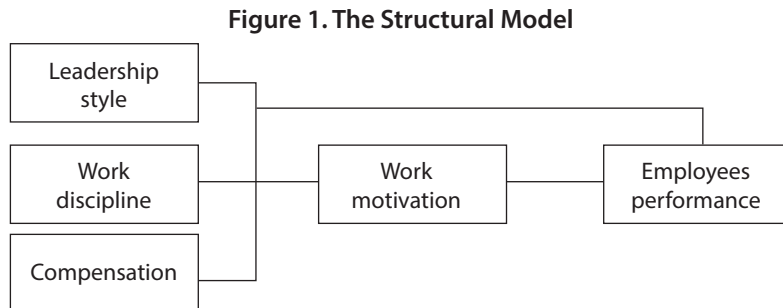 Figure 1. The Structural Model
Leadership
style
Work
discipline
Compensation
Work
motivation
Employees
performance